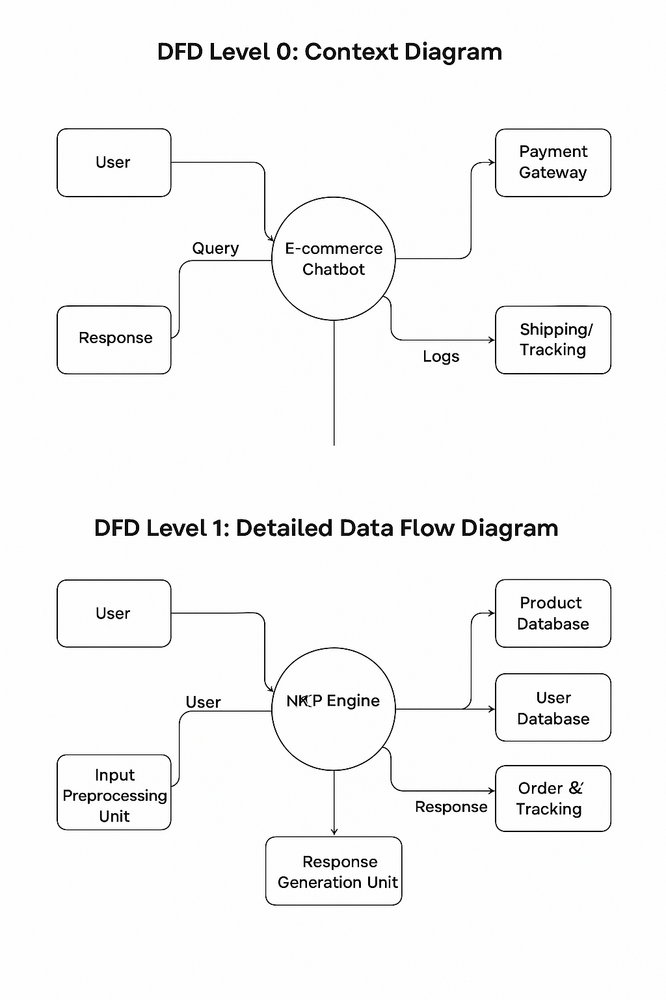 DFD Level 0: Context Diagram
User
Payment
Gateway
Query
E-commerce
Chatbot
Response
Shipping/
Tracking
Logs
DFD Level 1: Detailed Data Flow Diagram
User
Product
Database
User
Engine
User
Database
Input
Preprocessing
Unit
Order &
Tracking
Response
Response
Generation Unit